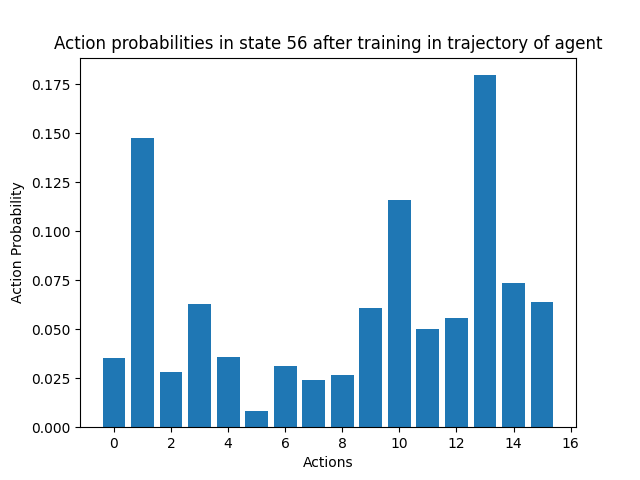 Action probabilities in state 56 after training in trajectory of agent
0.175
0.150
0.125
0.100
0.075
0.050
0.025
0.000
Action Probability
0 2 4 6 8 10 12 14 16
Actions